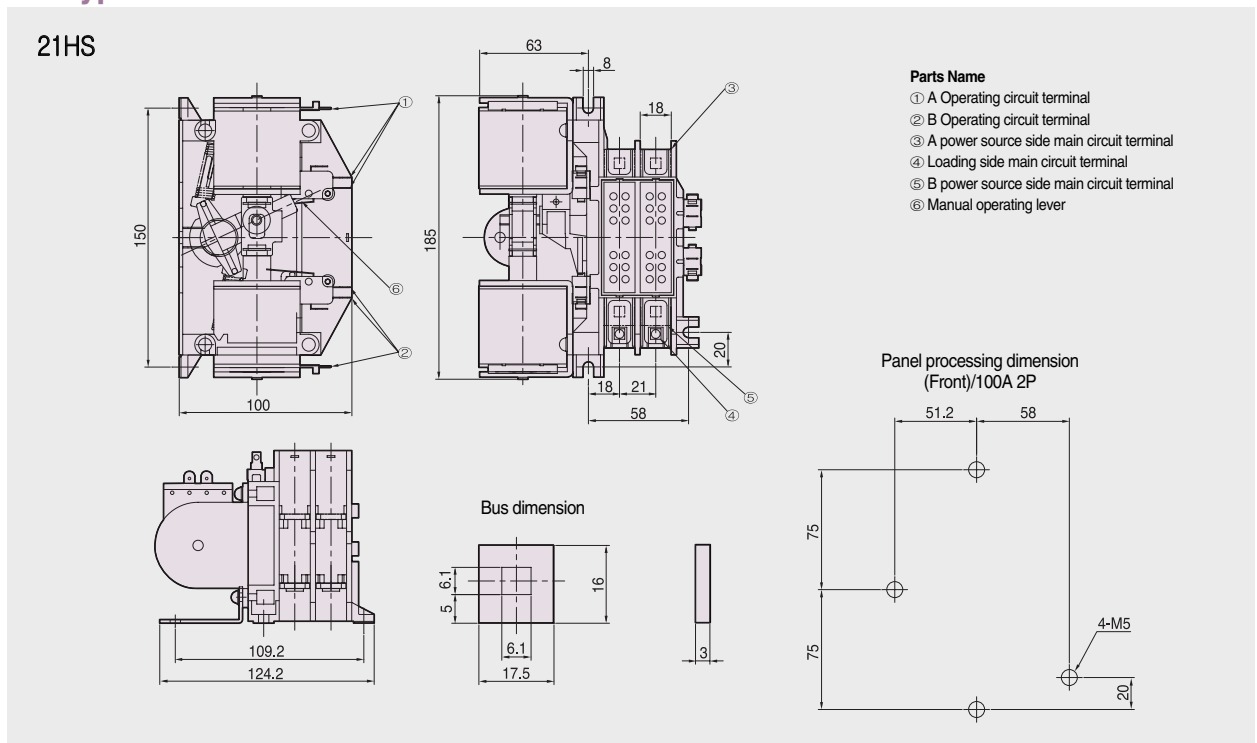 21HS
63
8
18
③
①
150
⑥
②
100
185
20
18
21
58
⑤
④
Parts Name
① A Operating circuit terminal
② B Operating circuit terminal
③ A power source side main circuit terminal
④ Loading side main circuit terminal
⑤ B power source side main circuit terminal
⑥ Manual operating lever
109.2
124.2
Bus dimension
6.1
5
16
6.1
17.5
3
Panel processing dimension
(Front)/100A 2P
51.2
58
75
75
4-M5
20